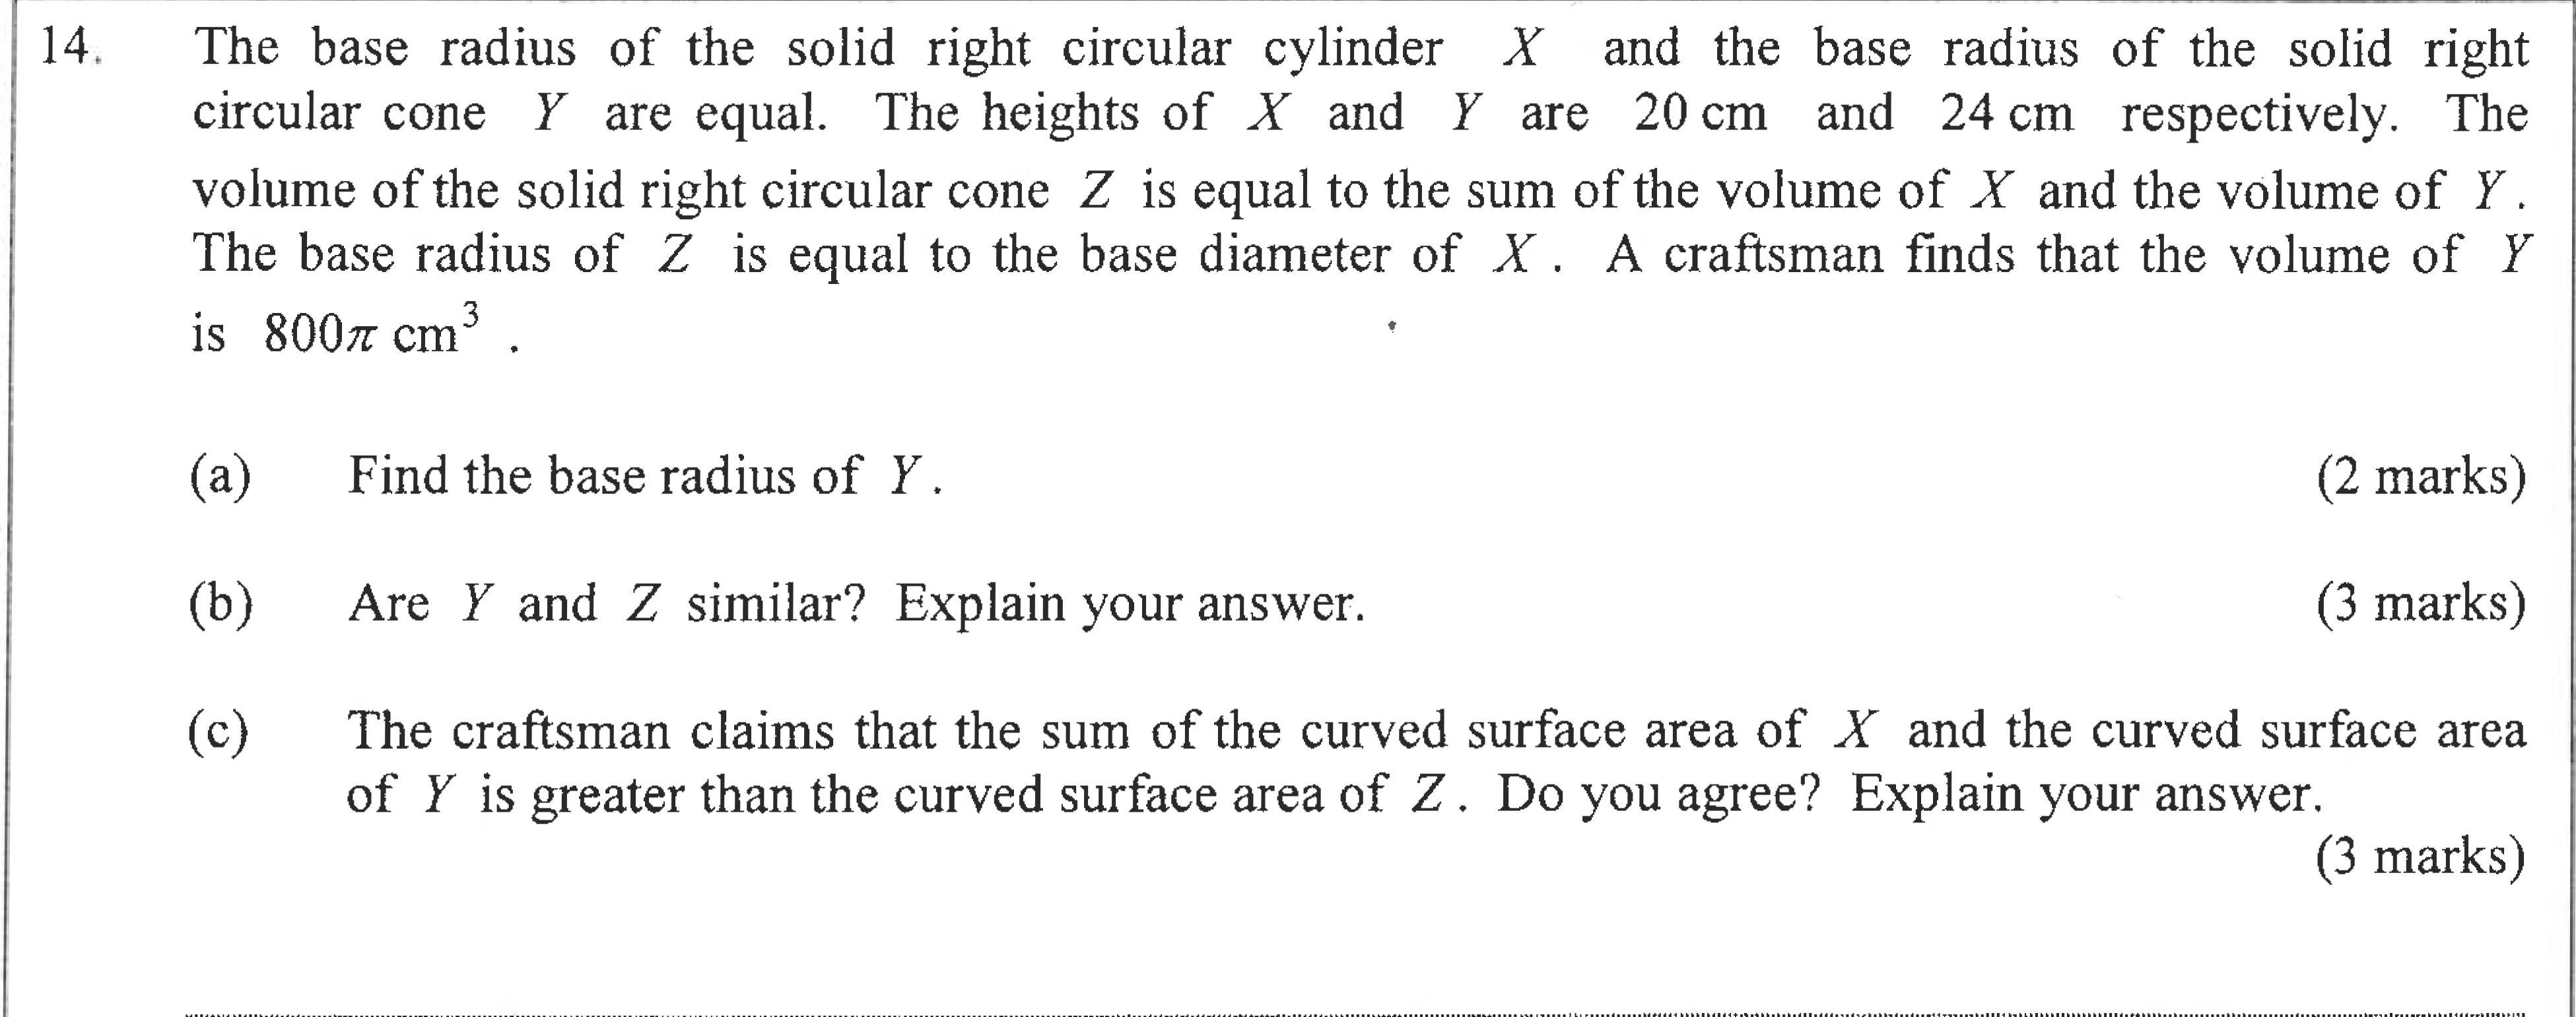 14. The base radius of the solid right circular cylinder X and the base radius of the solid right
circular cone Y are equal. The heights of X and Y are 20 cm and 24 cm respectively. The
volume of the solid right circular cone Z is equal to the sum of the volume of X and the volume of Y.
The base radius of Z is equal to the base diameter of X. A craftsman finds that the volume of Y
is 800π cm³.
(a) Find the base radius of Y. (2 marks)
(b) Are Y and Z similar? Explain your answer. (3 marks)
(c) The craftsman claims that the sum of the curved surface area of X and the curved surface area
of Y is greater than the curved surface area of Z. Do you agree? Explain your answer.
(3 marks)